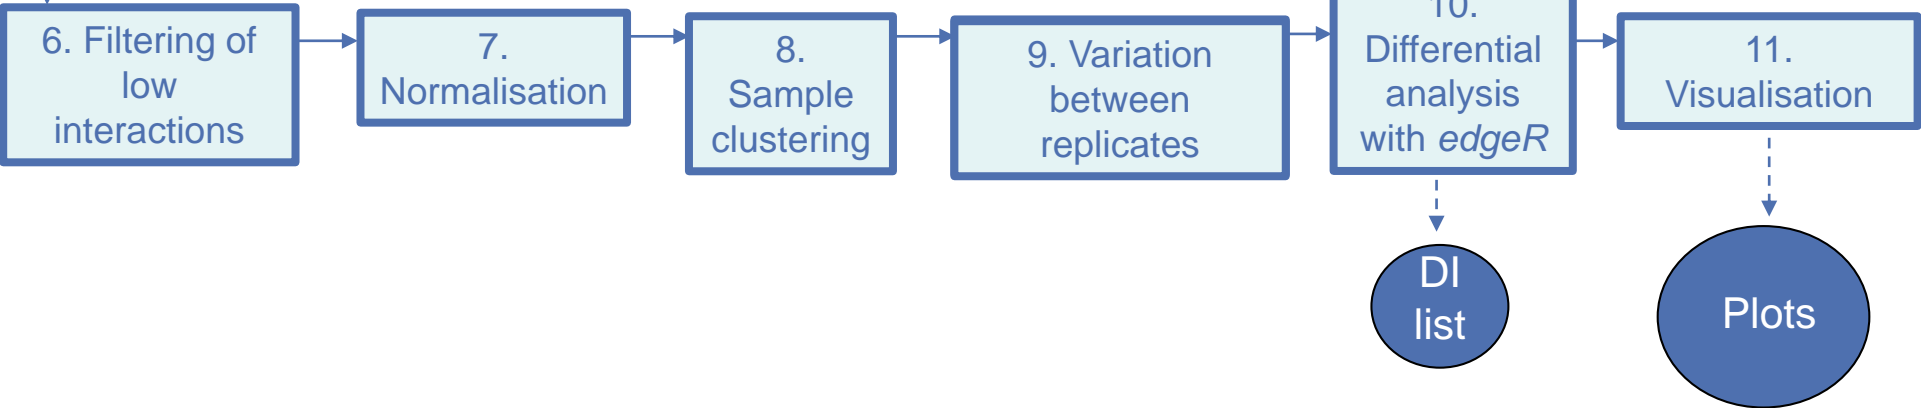 6. Filtering of
low
interactions
7.
Normalisation
8.
Sample
clustering
9. Variation
between
replicates
10.
Differential
analysis
with edgeR
11.
Visualisation
DI
list
Plots